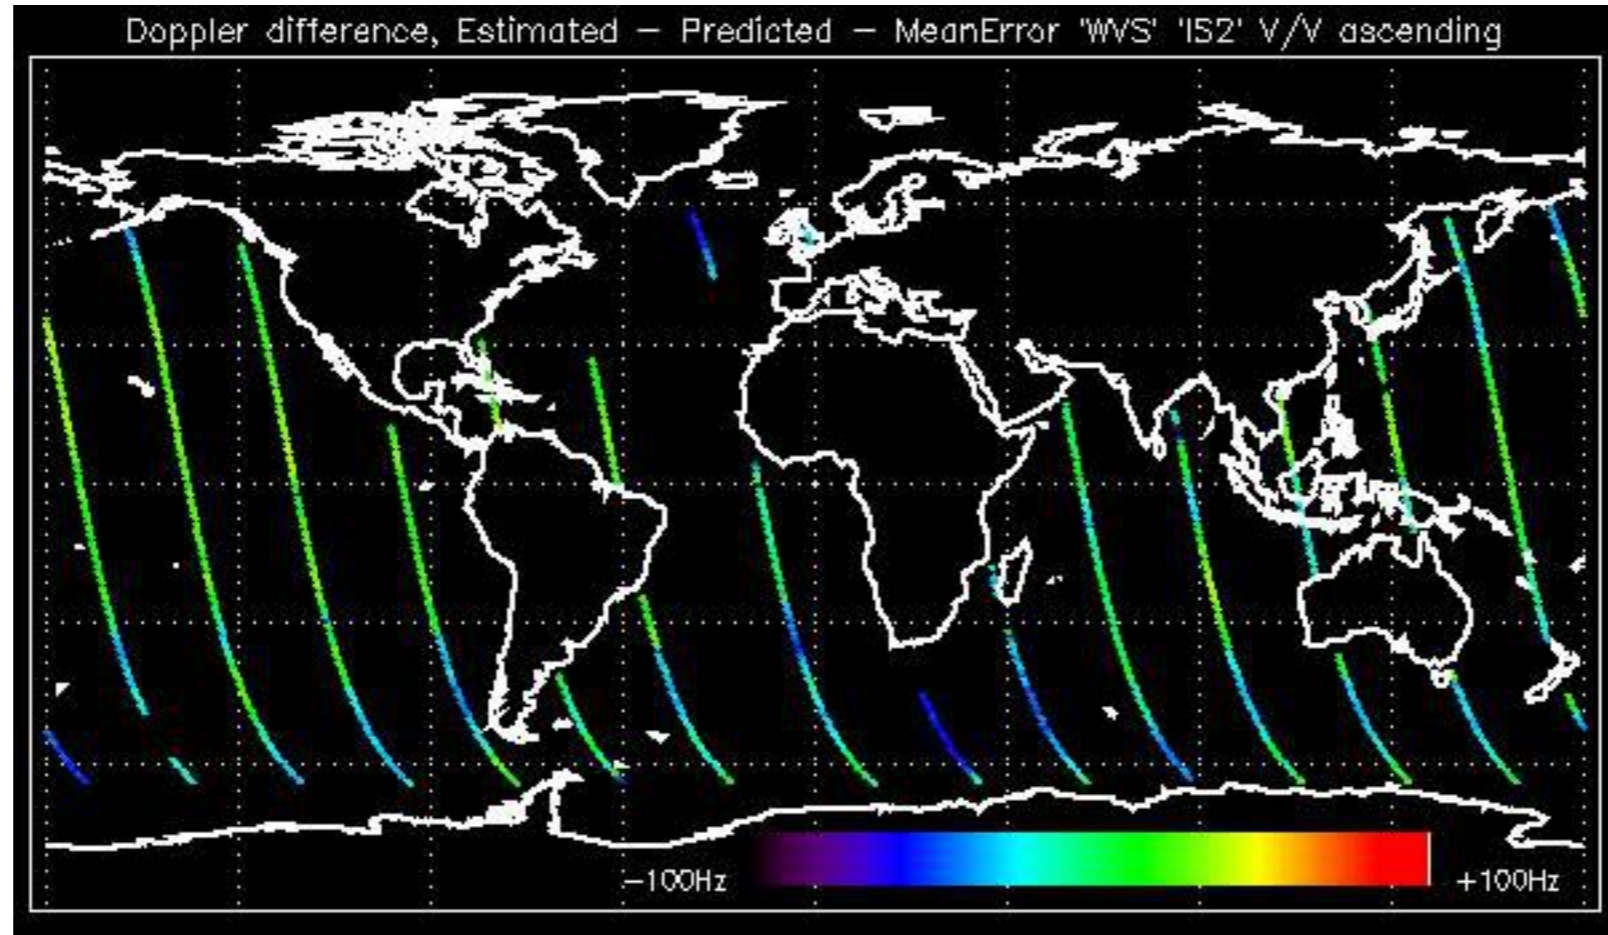 Doppler difference, Estimated − Predicted − MeanError 'WVS' 'IS2' V/V ascending
−100Hz +100Hz